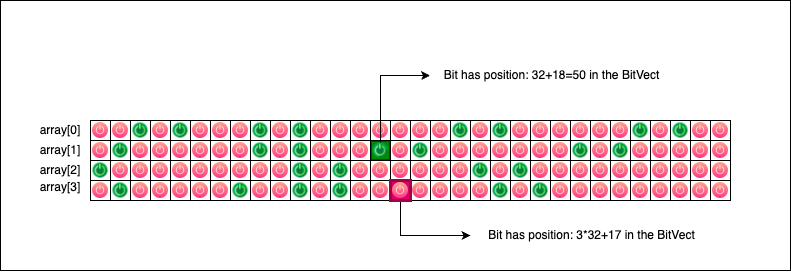 Bit has position: 32+18=50 in the BitVect
array[0]
array[1]
array[2]
array[3]
Bit has position: 3*32+17 in the BitVect